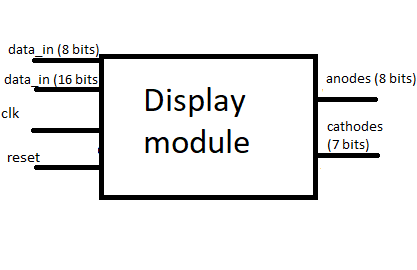 data_in (8 bits)
data_in (16 bits
clk
reset
Display
module
anodes (8 bits)
cathodes
(7 bits)